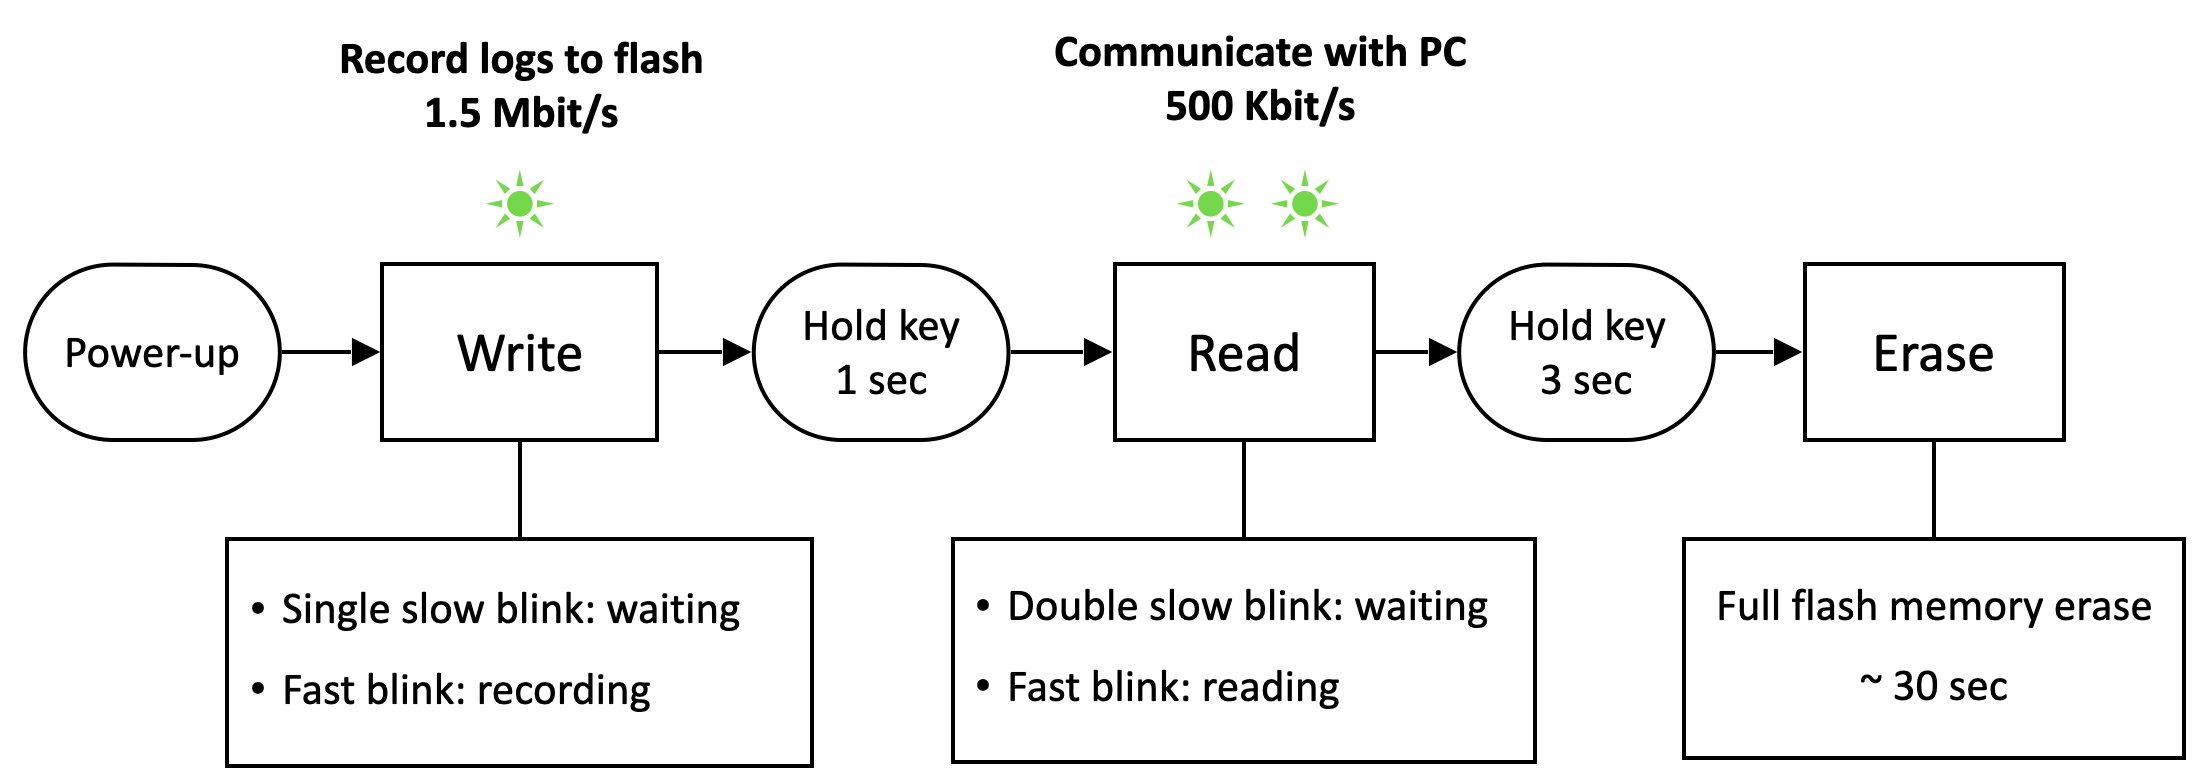 Record logs to flash
1.5 Mbit/s
Communicate with PC
500 Kbit/s
Power-up
Write
Hold key
1 sec
Read
Hold key
3 sec
Erase
• Single slow blink: waiting
• Fast blink: recording
• Double slow blink: waiting
• Fast blink: reading
Full flash memory erase
~ 30 sec